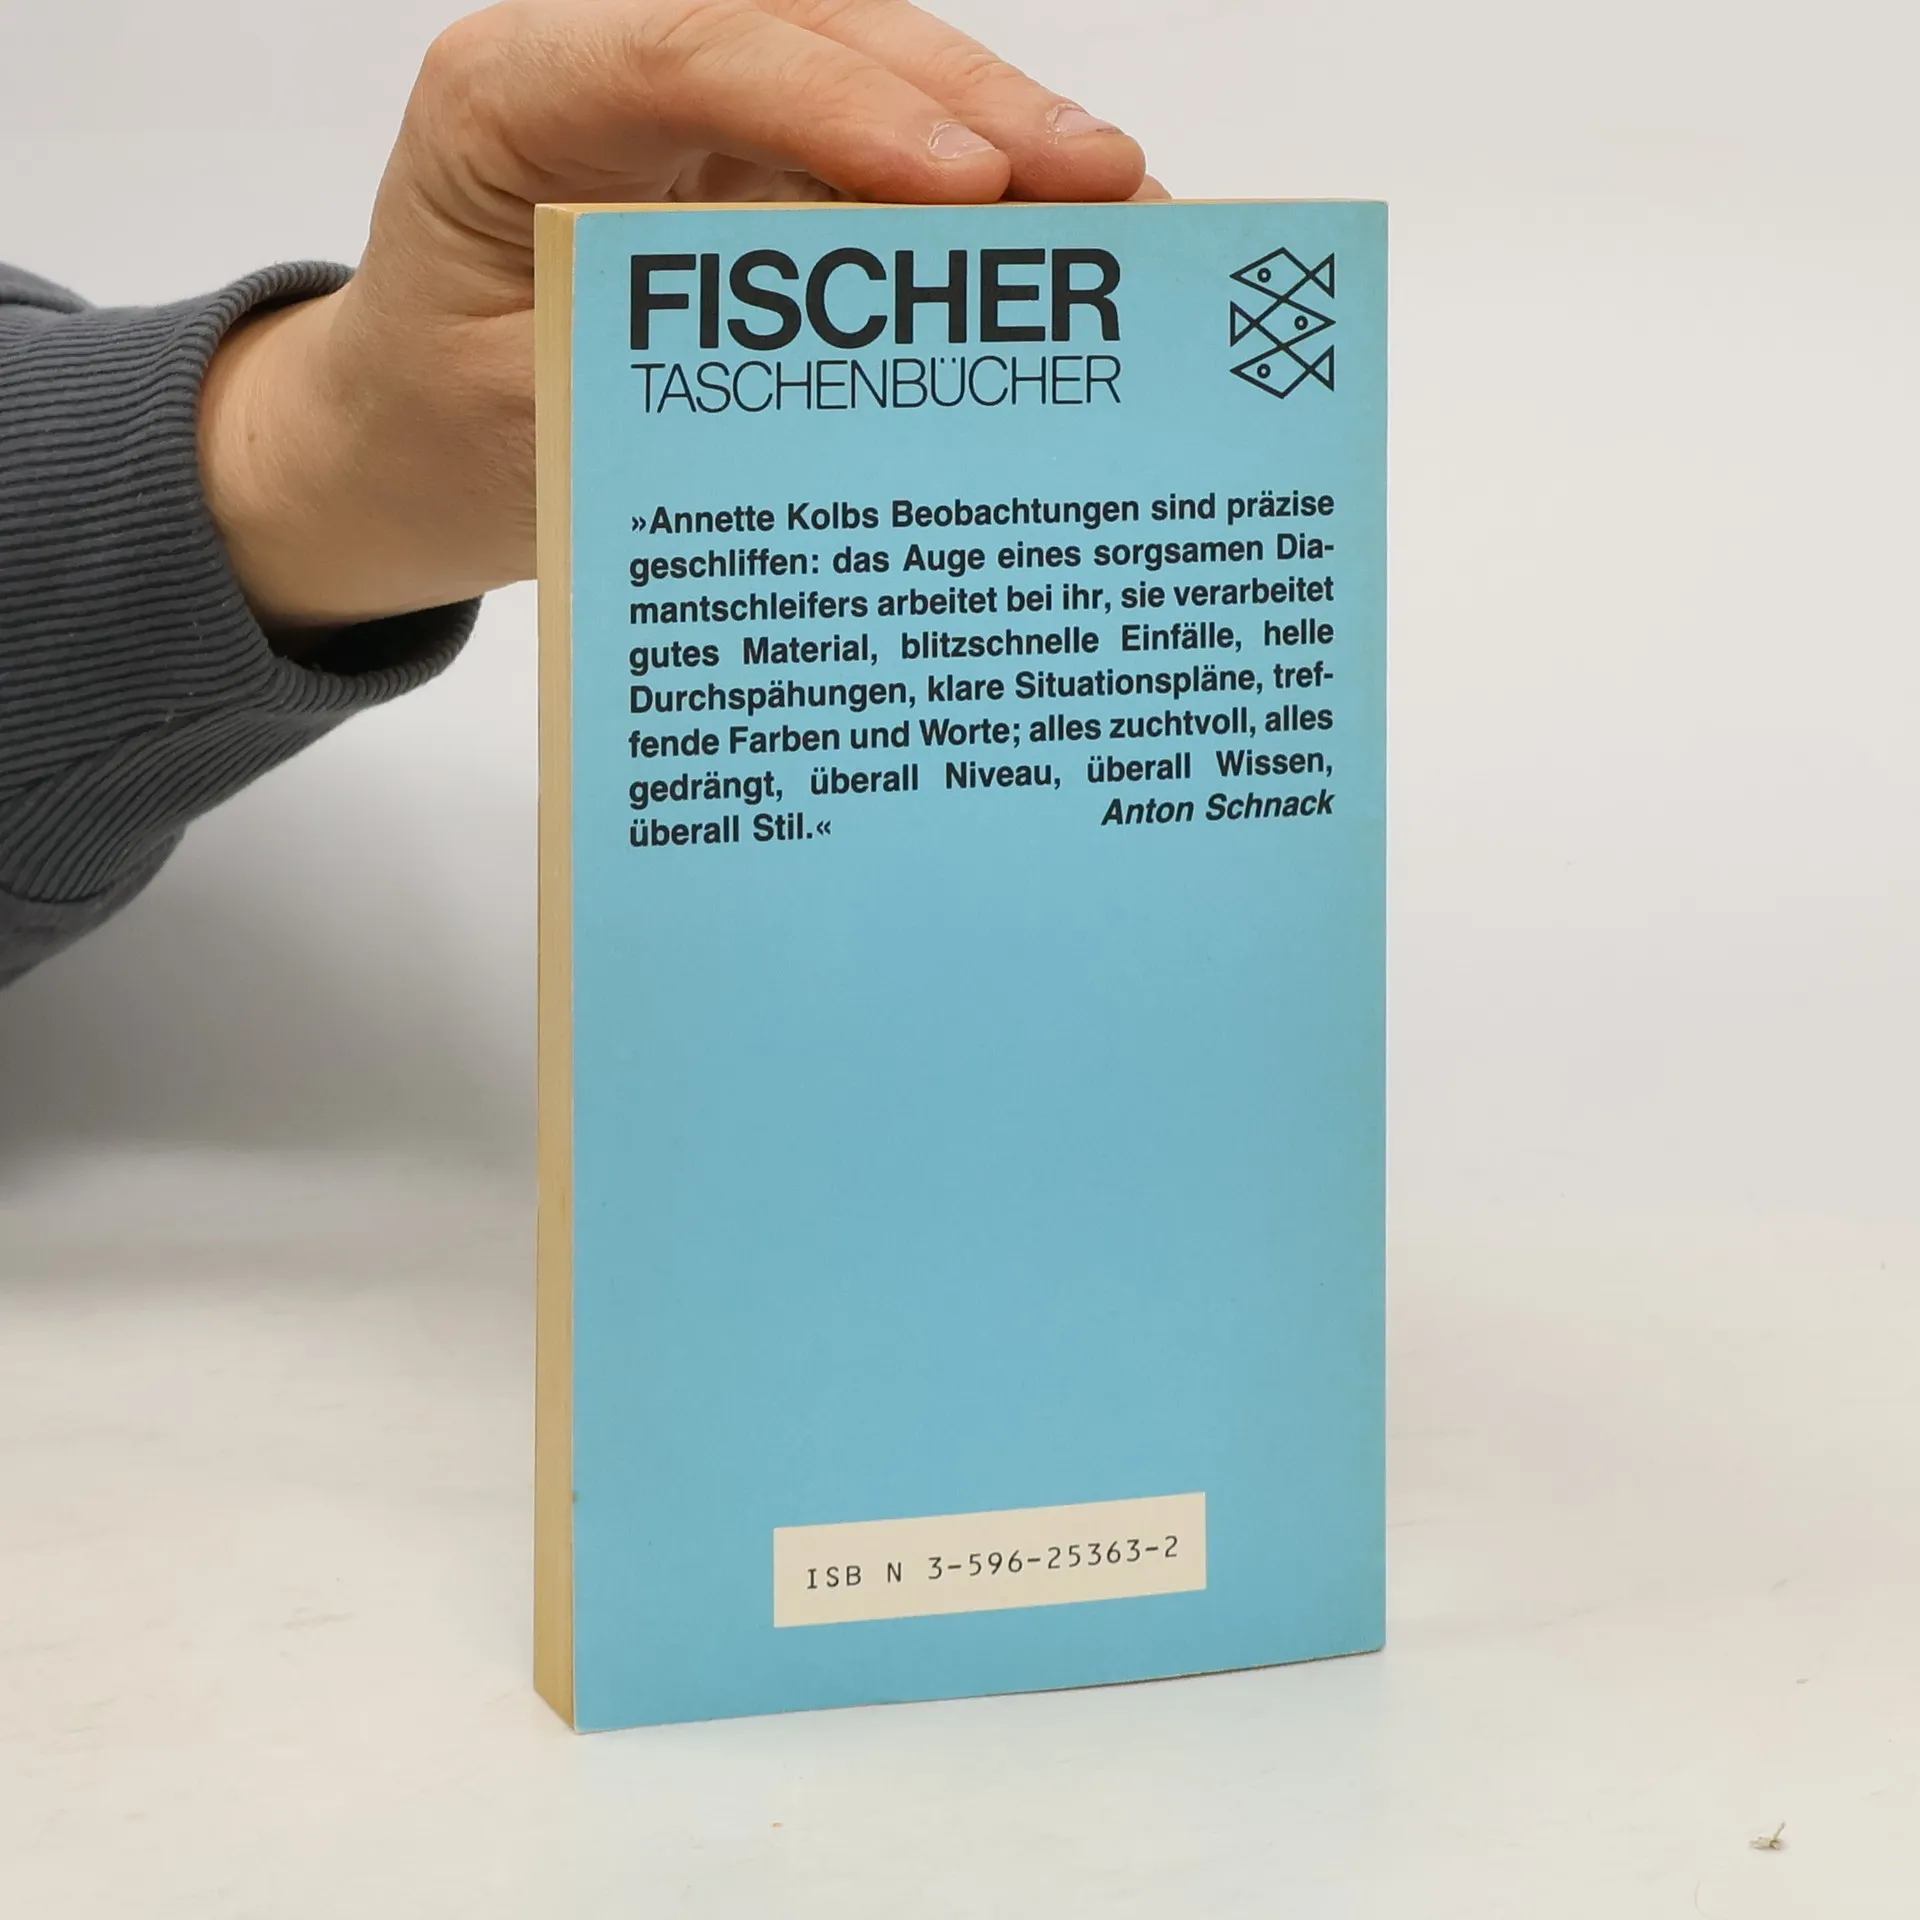 FISCHER
TASCHENBÜCHER
»Annette Kolbs Beobachtungen sind präzise
geschliffen: das Auge eines sorgsamen Dia-
mantschleifers arbeitet bei ihr, sie verarbeitet
gutes Material, blitzschnelle Einfälle, helle
Durchspähungen, klare Situationspläne, tref-
fende Farben und Worte; alles zuchtvoll, alles
gedrängt, überall Niveau, überall Wissen,
überall Stil.« Anton Schnack
ISB N 3-596-25363-2